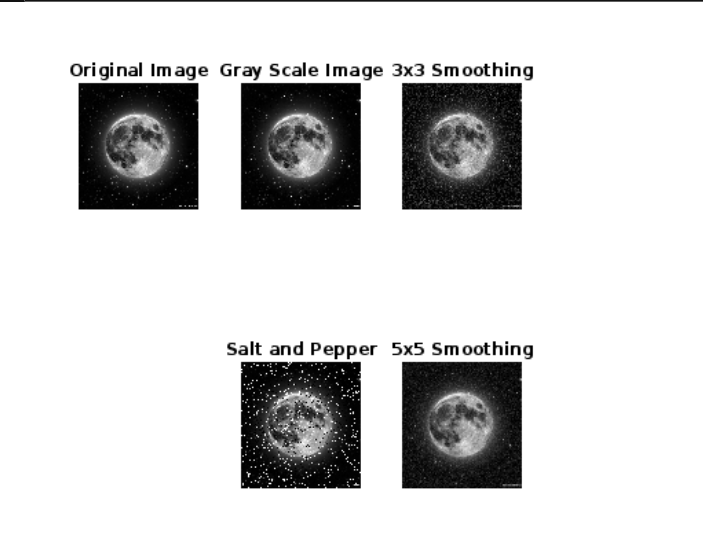 Original Image
Gray Scale Image
3x3 Smoothing
Salt and Pepper
5x5 Smoothing